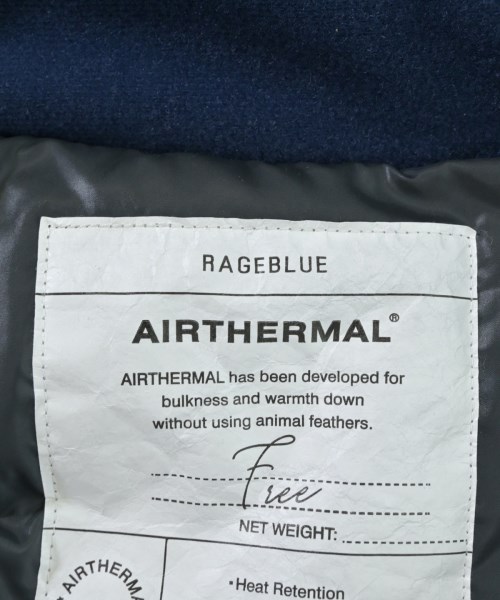 RAGEBLUE
AIRTHERMAL®
AIRTHERMAL has been developed for
bulkness and warmth down
without using animal feathers.
Free
NET WEIGHT:
AIRTHERMAL
•Heat Retention